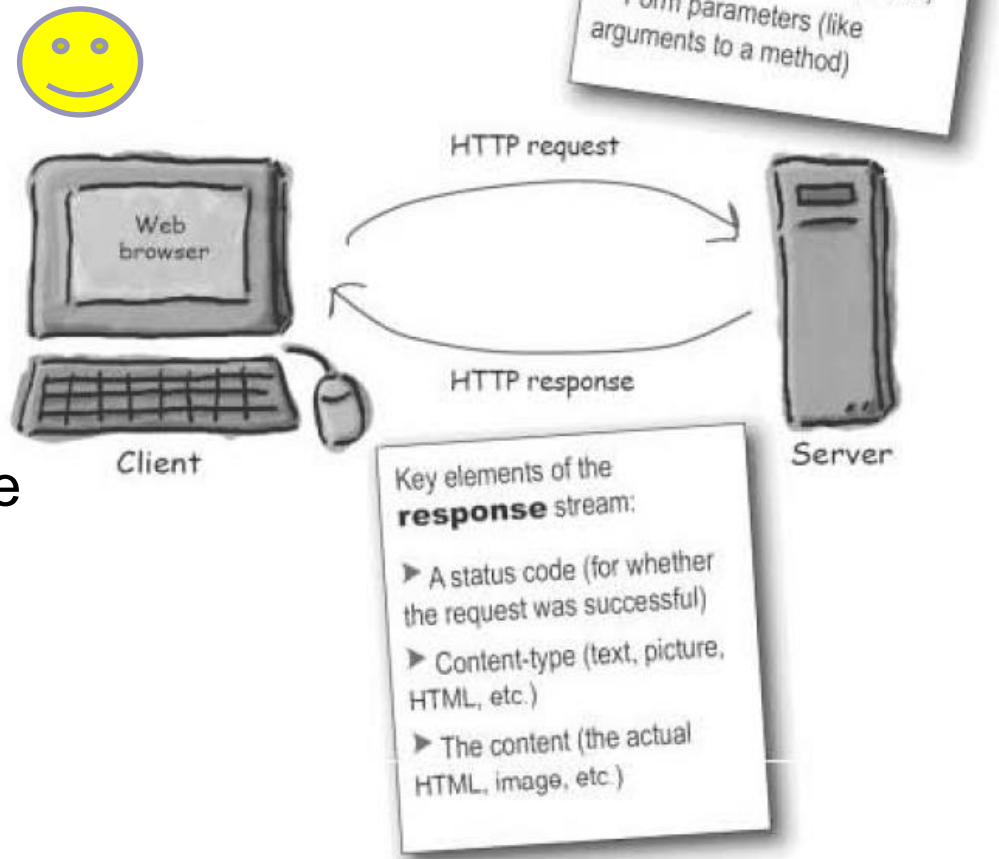 Form parameters (like
arguments to a method)
HTTP request
Web
browser
HTTP response
Client
Server
e
Key elements of the
response stream:
➤ A status code (for whether
the request was successful)
➤ Content-type (text, picture,
HTML, etc.)
➤ The content (the actual
HTML, image, etc.)